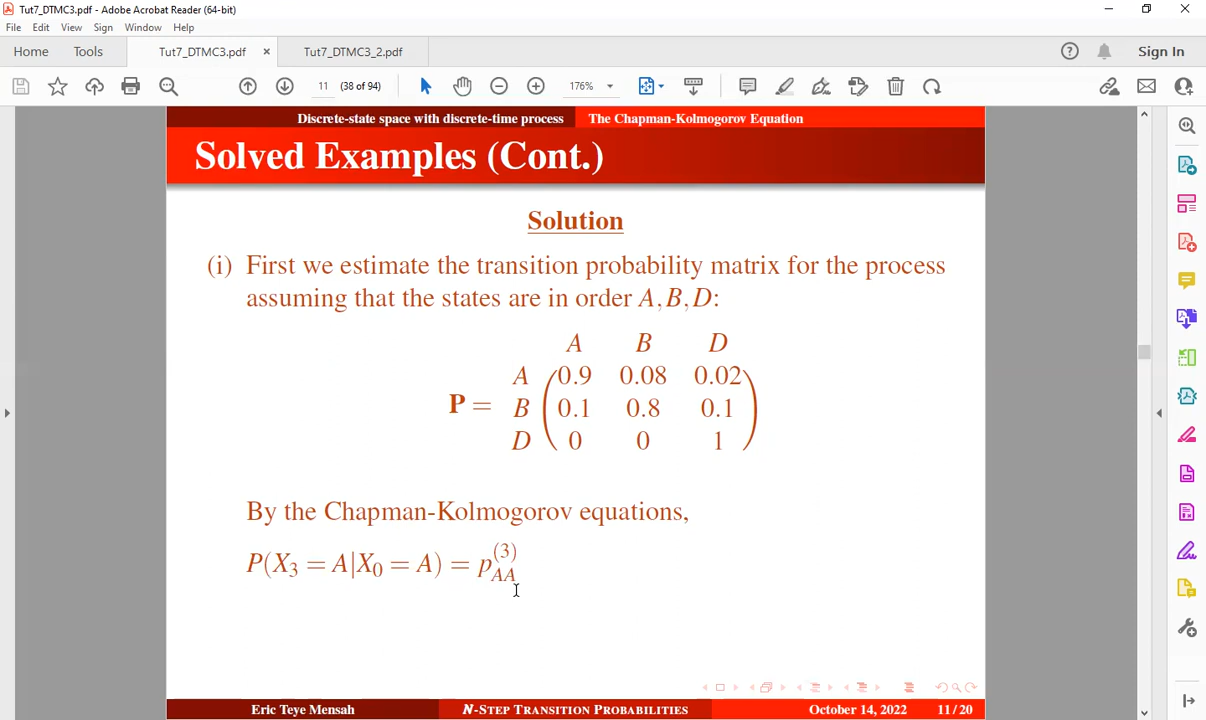 Tut7_DTMC3.pdf - Adobe Acrobat Reader (64-bit)
File Edit View Sign Window Help
Home Tools Tut7_DTMC3.pdf × Tut7_DTMC3_2.pdf Sign In
11 (38 of 94) 176%
Discrete-state space with discrete-time process The Chapman-Kolmogorov Equation
Solved Examples (Cont.)
Solution
(i) First we estimate the transition probability matrix for the process
assuming that the states are in order A, B, D:
A B D
A 0.9 0.08 0.02
P = B 0.1 0.8 0.1
D 0 0 1
By the Chapman-Kolmogorov equations,
P(X₃ = A|X₀ = A) = p_{AA}^{(3)}
Eric Teye Mensah N-STEP TRANSITION PROBABILITIES October 14, 2022 11/20